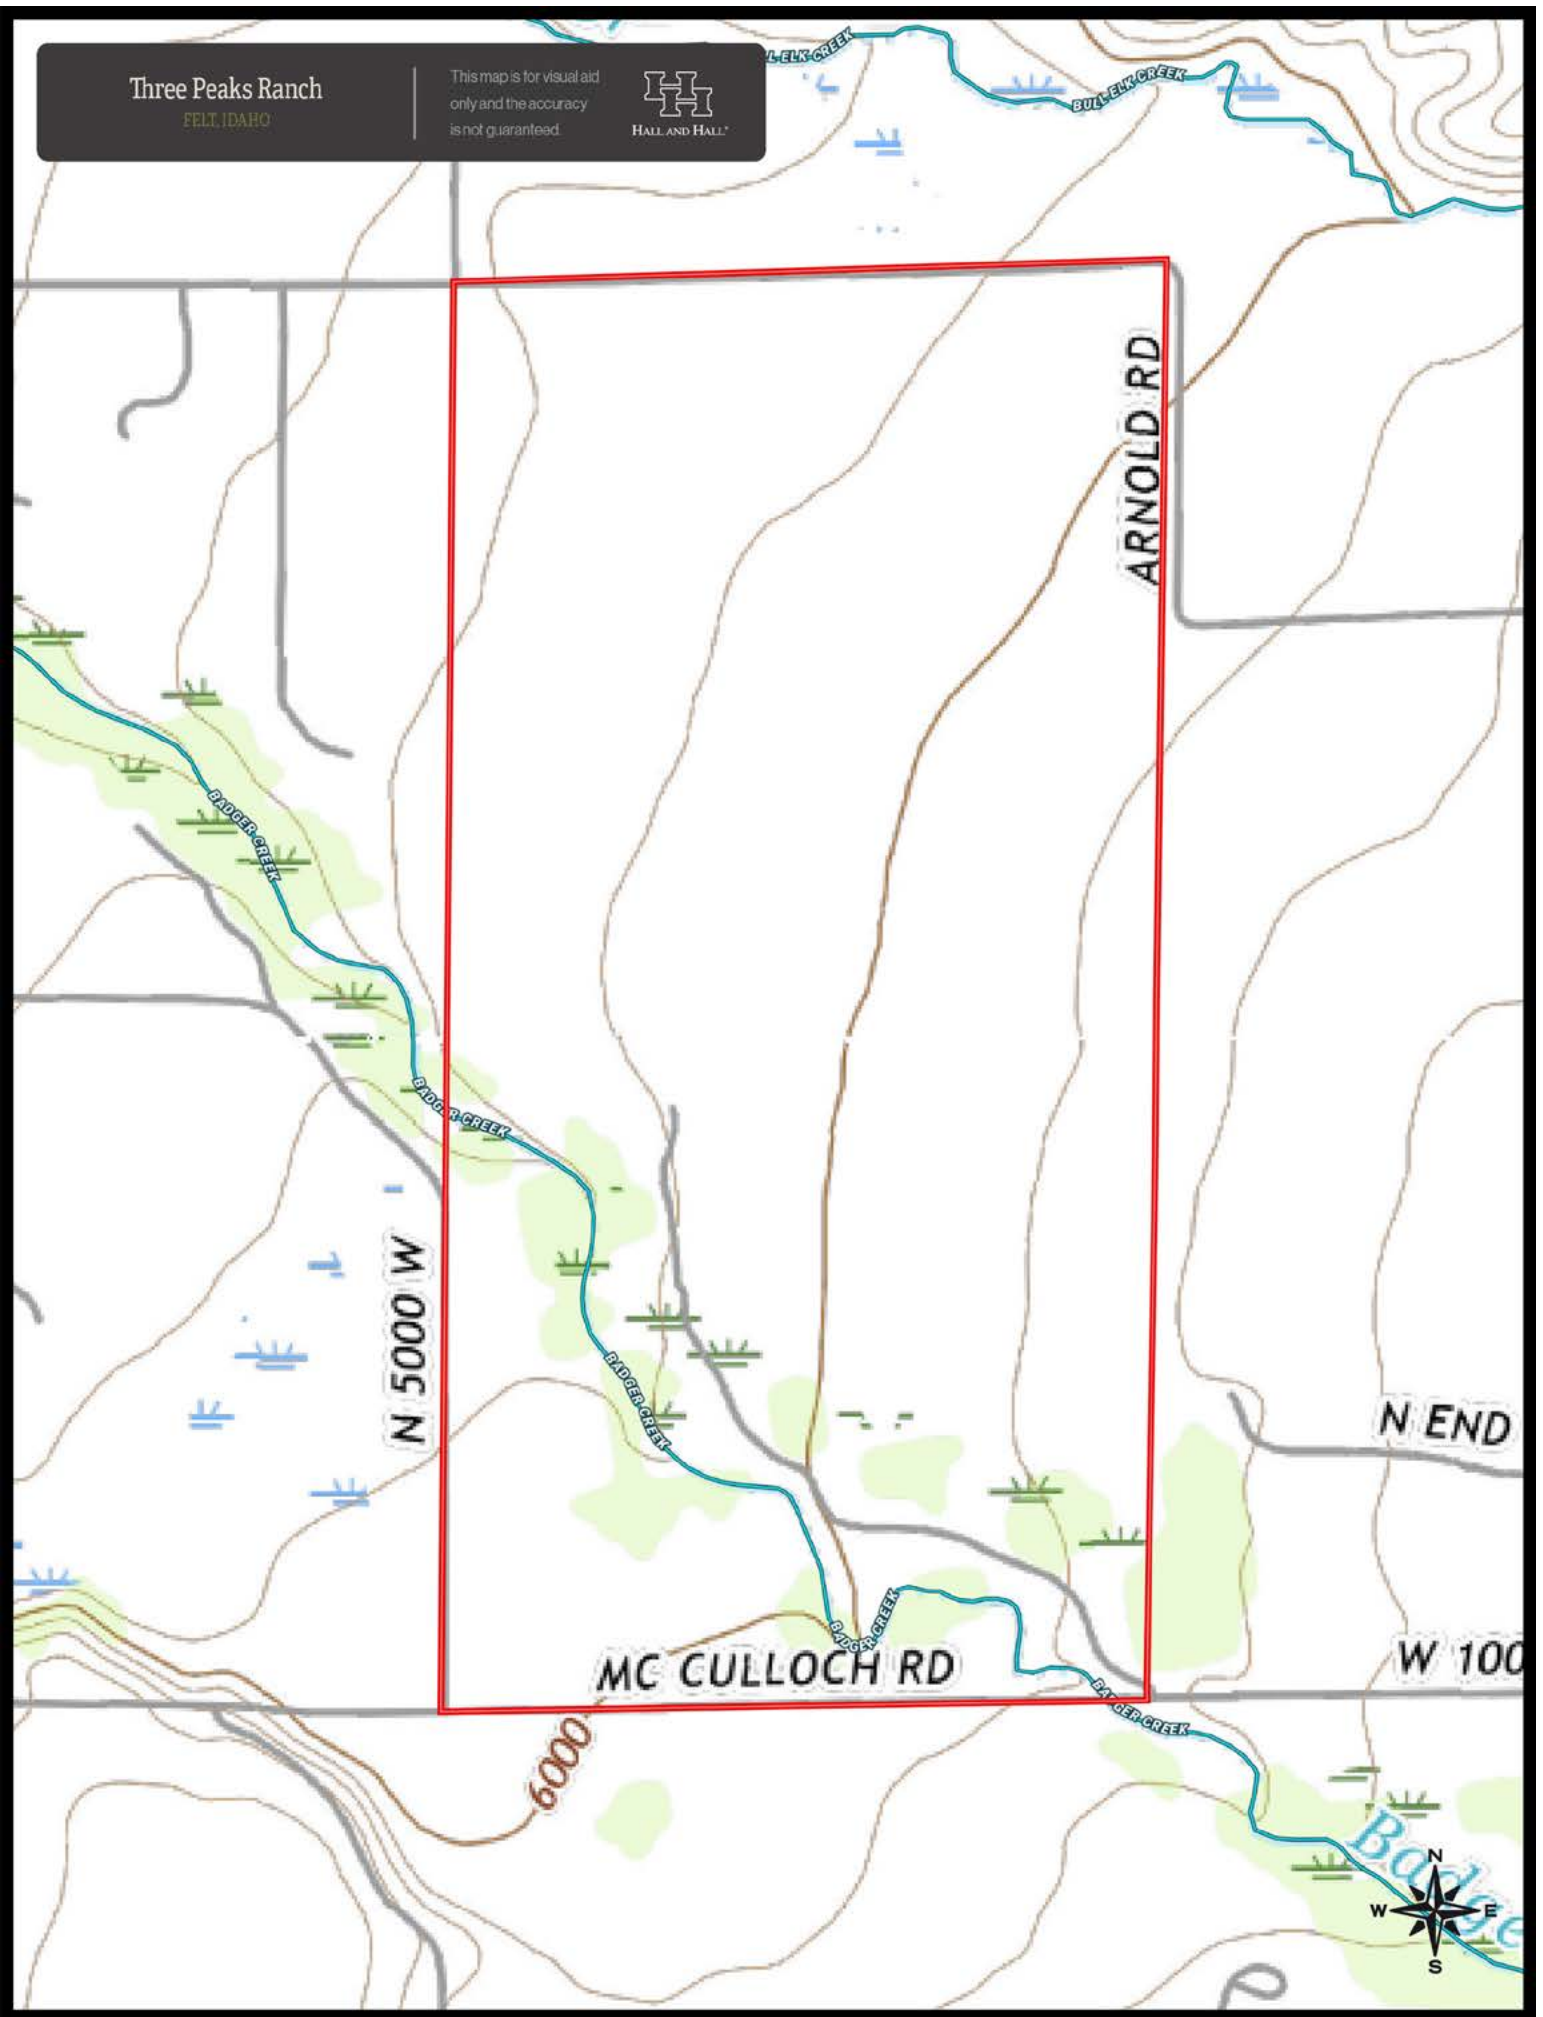 Three Peaks Ranch
FELT, IDAHO
This map is for visual aid
only and the accuracy
is not guaranteed.
HALL AND HALL
L-ELK-CREEK
BULL-ELK-CREEK
ARNOLD RD
BADGER-CREEK
BADGER-CREEK
N 5000 W
BADGER-CREEK
N END
BADGER-CREEK
MC CULLOCH RD
W 100
BADGER-CREEK
6000
Badge
N
W
E
S